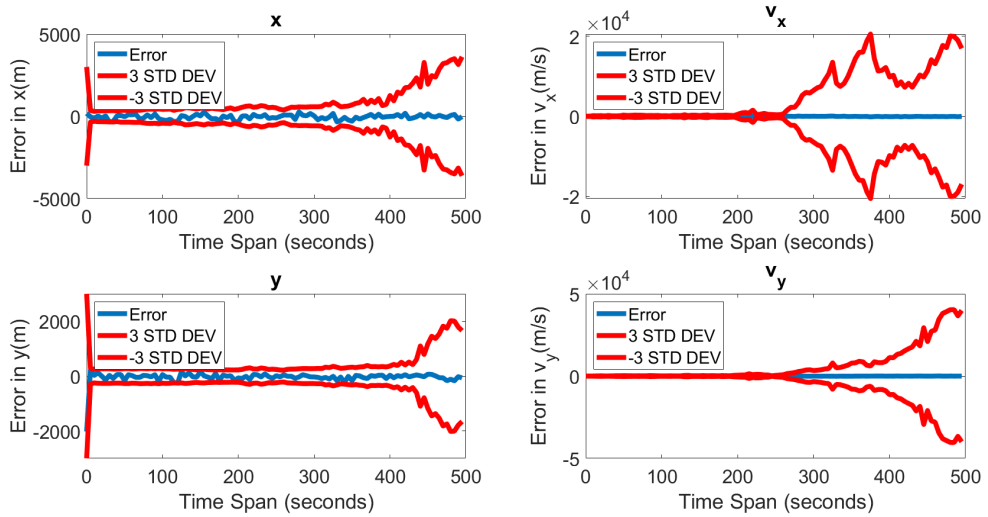 x
Error in x(m)
5000
0
-5000
Error
3 STD DEV
-3 STD DEV
0 100 200 300 400 500
Time Span (seconds)
v_x
×10^4
Error in v_x(m/s)
2
0
-2
Error
3 STD DEV
-3 STD DEV
0 100 200 300 400 500
Time Span (seconds)
y
Error in y(m)
2000
0
-2000
Error
3 STD DEV
-3 STD DEV
0 100 200 300 400 500
Time Span (seconds)
v_y
×10^4
Error in v_y(m/s)
5
0
-5
Error
3 STD DEV
-3 STD DEV
0 100 200 300 400 500
Time Span (seconds)